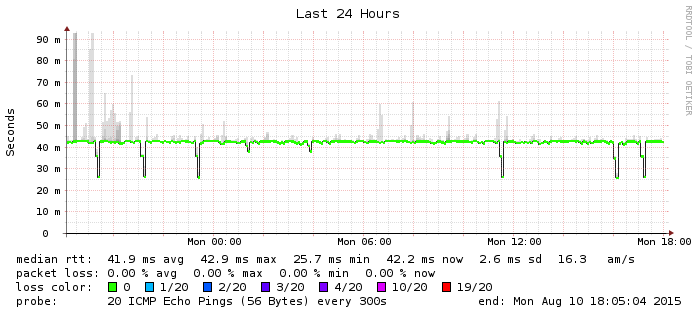 Last 24 Hours
RRDTOOL / TOBI OETIKER
Seconds
90 m
80 m
70 m
60 m
50 m
40 m
30 m
20 m
10 m
0
Mon 00:00 Mon 06:00 Mon 12:00 Mon 18:00
median rtt: 41.9 ms avg 42.9 ms max 25.7 ms min 42.2 ms now 2.6 ms sd 16.3 am/s
packet loss: 0.00 % avg 0.00 % max 0.00 % min 0.00 % now
loss color: 0 1/20 2/20 3/20 4/20 10/20 19/20
probe: 20 ICMP Echo Pings (56 Bytes) every 300s end: Mon Aug 10 18:05:04 2015